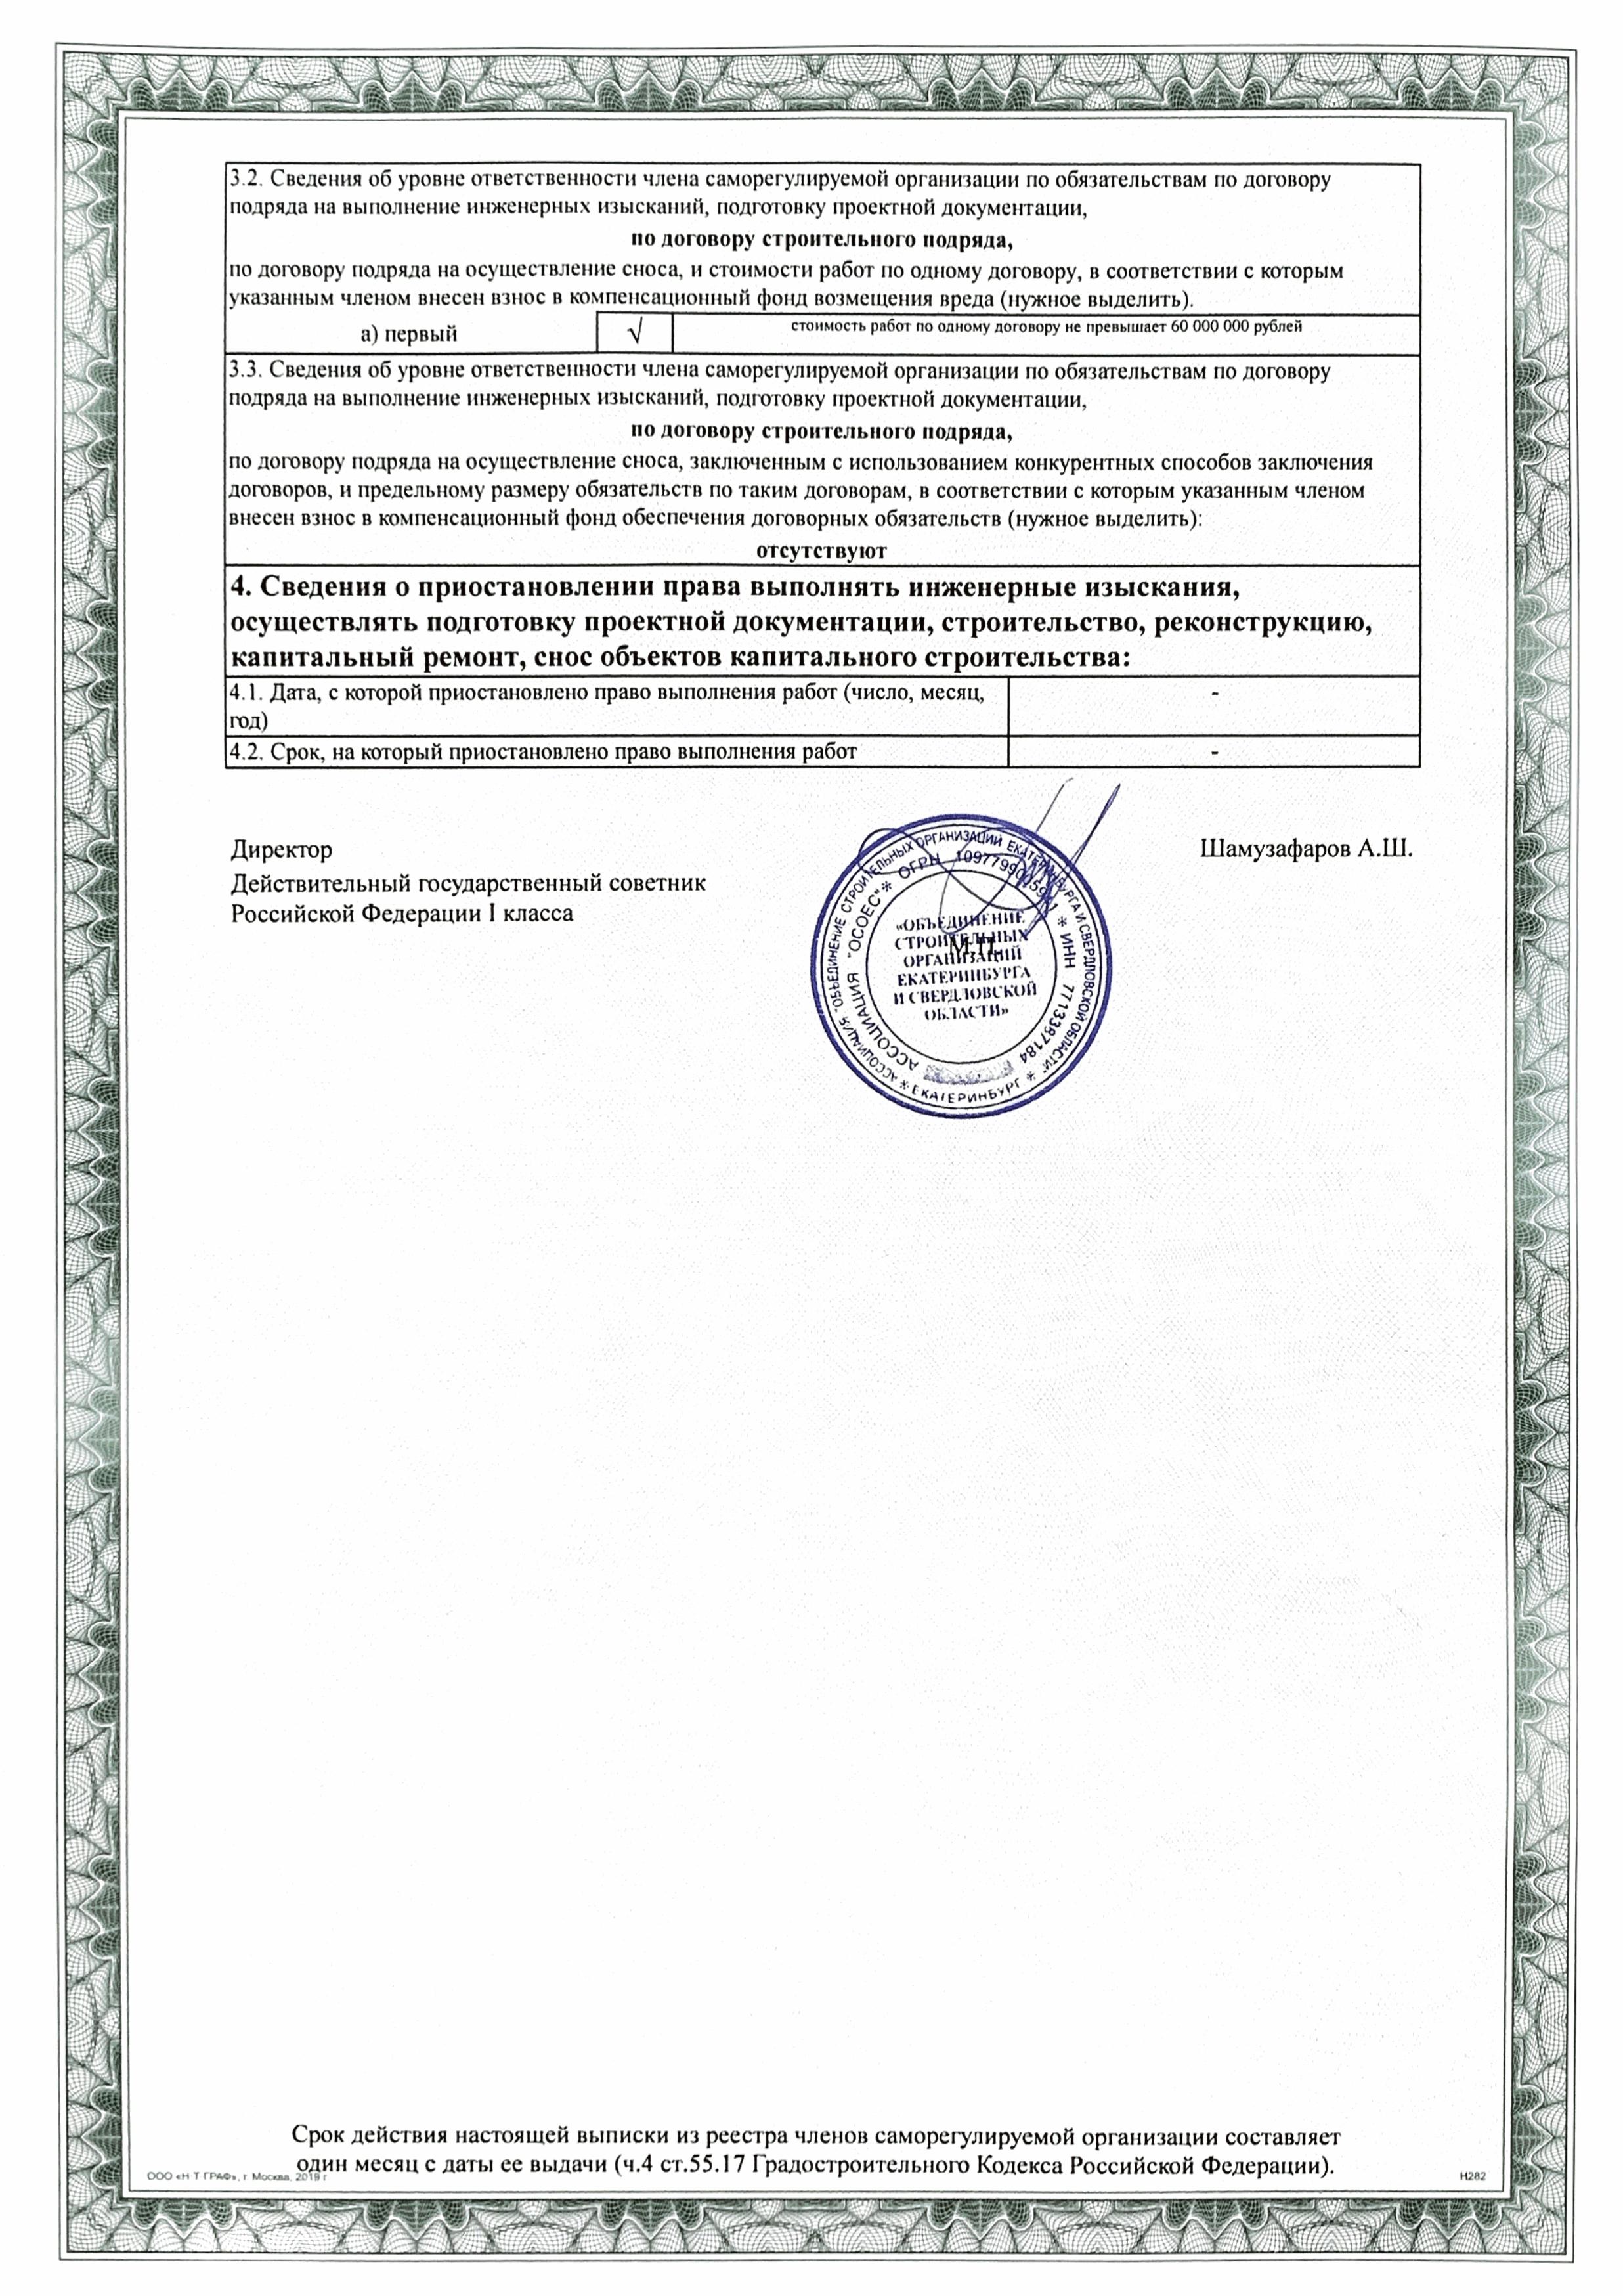 3.2. Сведения об уровне ответственности члена саморегулируемой организации по обязательствам по договору
подряда на выполнение инженерных изысканий, подготовку проектной документации,
по договору строительного подряда,
по договору подряда на осуществление сноса, и стоимости работ по одному договору, в соответствии с которым
указанным членом внесен взнос в компенсационный фонд возмещения вреда (нужное выделить).
а) первый √ стоимость работ по одному договору не превышает 60 000 000 рублей
3.3. Сведения об уровне ответственности члена саморегулируемой организации по обязательствам по договору
подряда на выполнение инженерных изысканий, подготовку проектной документации,
по договору строительного подряда,
по договору подряда на осуществление сноса, заключенным с использованием конкурентных способов заключения
договоров, и предельному размеру обязательств по таким договорам, в соответствии с которым указанным членом
внесен взнос в компенсационный фонд обеспечения договорных обязательств (нужное выделить):
отсутствуют
4. Сведения о приостановлении права выполнять инженерные изыскания,
осуществлять подготовку проектной документации, строительство, реконструкцию,
капитальный ремонт, снос объектов капитального строительства:
4.1. Дата, с которой приостановлено право выполнения работ (число, месяц, -
год)
4.2. Срок, на который приостановлено право выполнения работ -
Директор
Действительный государственный советник
Российской Федерации I класса
АССОЦИАЦИЯ "ОБЪЕДИНЕНИЕ СТРОИТЕЛЬНЫХ ОРГАНИЗАЦИЙ ЕКАТЕРИНБУРГА И СВЕРДЛОВСКОЙ ОБЛАСТИ" * ЕКАТЕРИНБУРГ *
АССОЦИАЦИЯ "ОСОЕС" * ОГРН * ИНН 7713387184
«ОБЪЕДИНЕНИЕ
СТРОИТЕЛЬНЫХ
ОРГАНИЗАЦИЙ
ЕКАТЕРИНБУРГА
И СВЕРДЛОВСКОЙ
ОБЛАСТИ»
М.П.
Шамузафаров А.Ш.
Срок действия настоящей выписки из реестра членов саморегулируемой организации составляет
один месяц с даты ее выдачи (ч.4 ст.55.17 Градостроительного Кодекса Российской Федерации).
ООО «Н Т ГРАФ», г. Москва, 2019 г
Н282